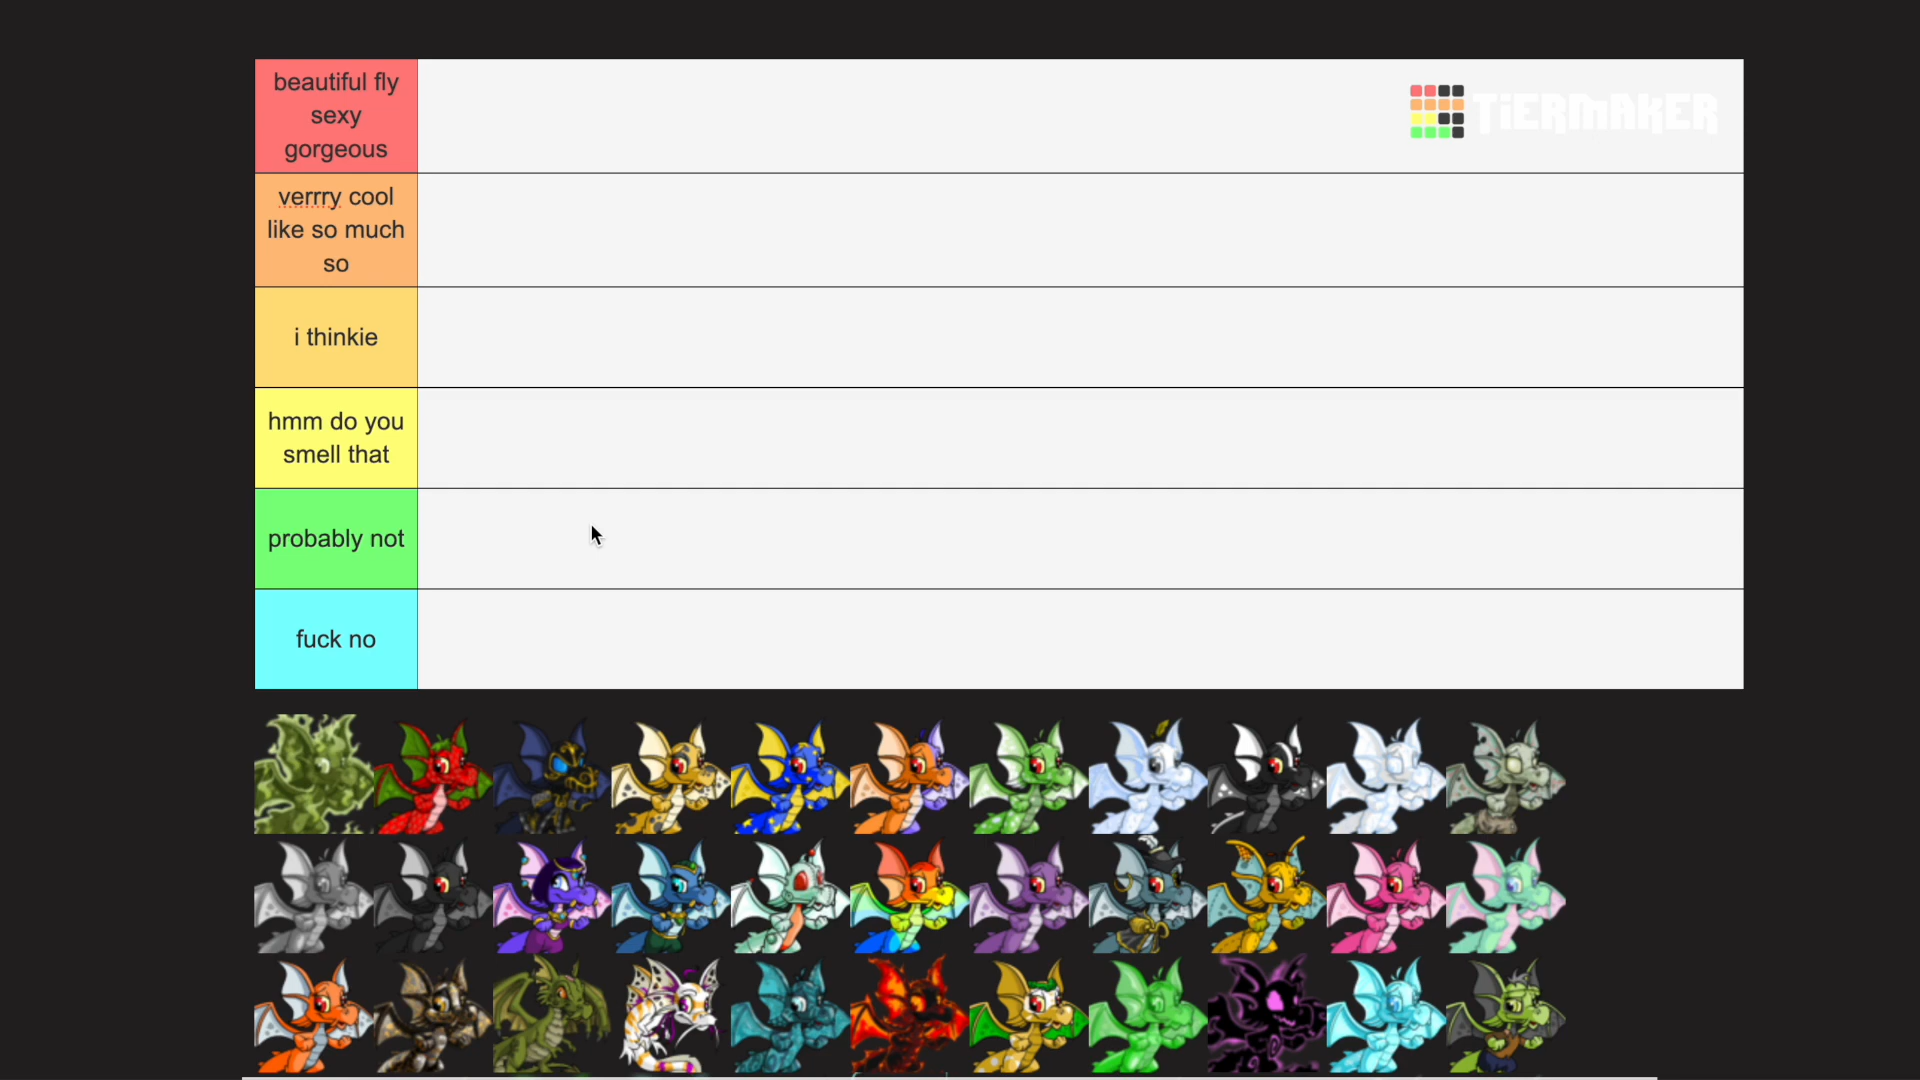 beautiful fly
sexy
gorgeous
TiERMAKER
verrry cool
like so much
so
i thinkie
hmm do you
smell that
probably not
fuck no